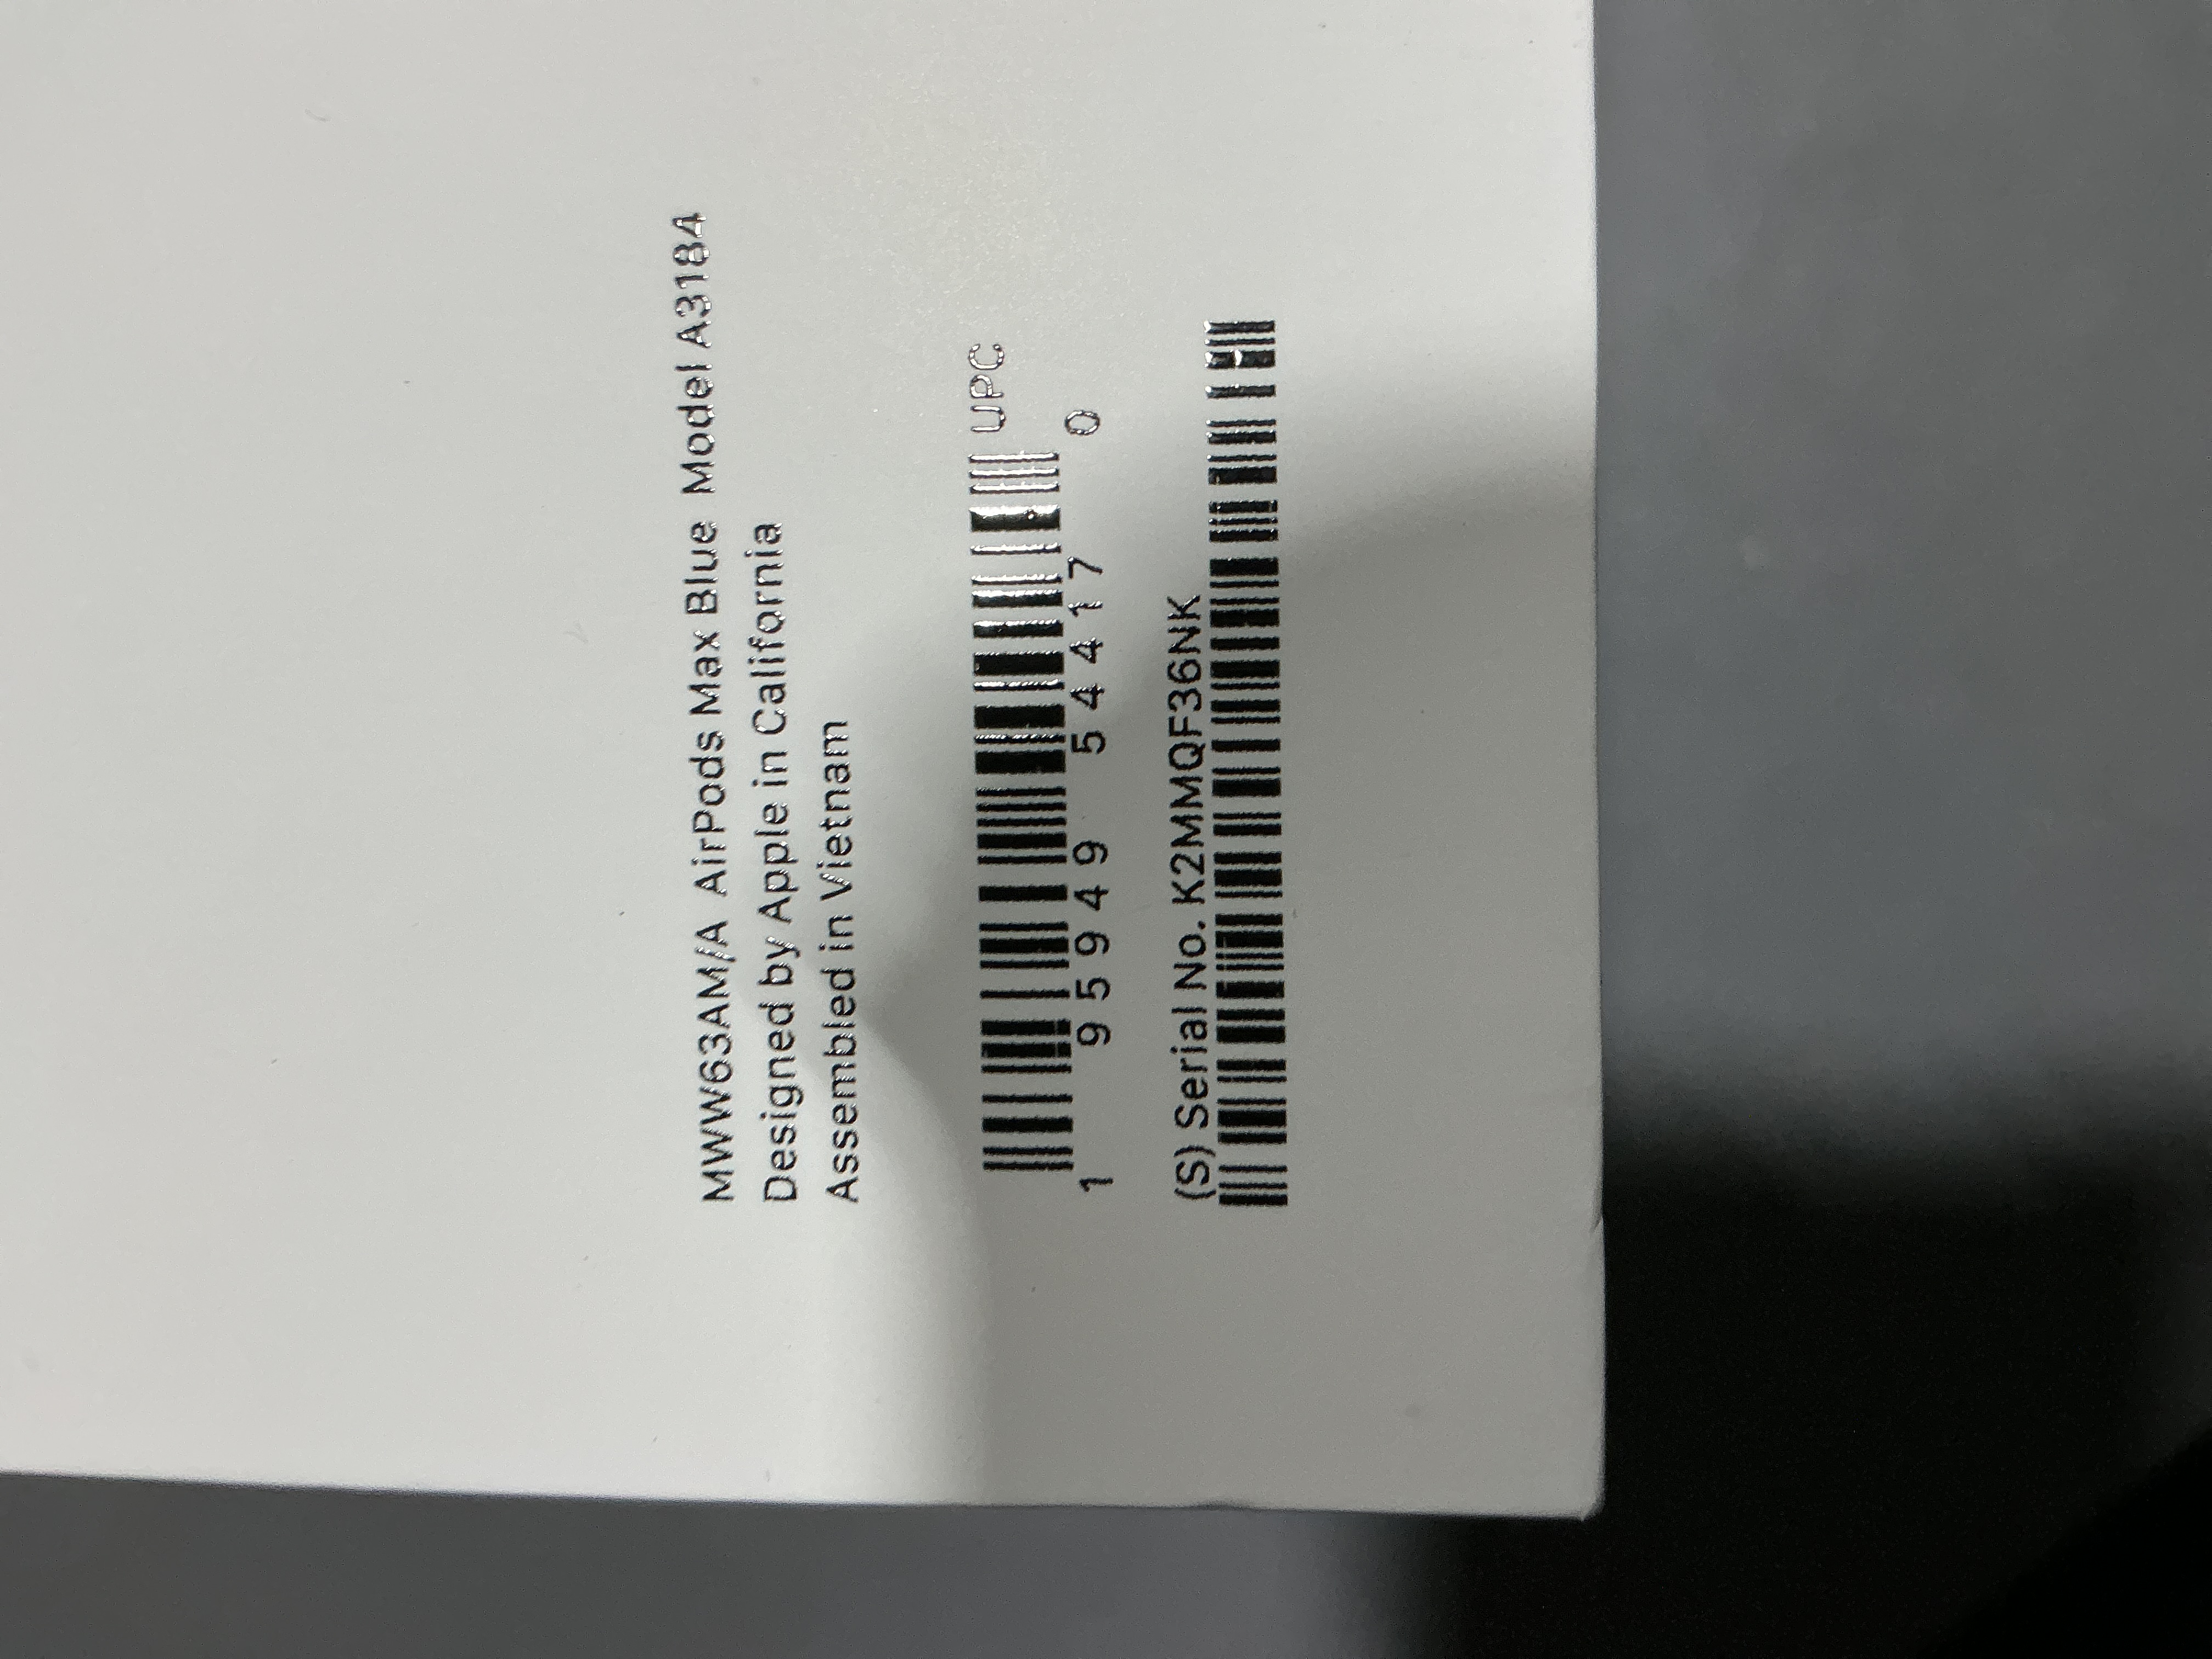 MWW63AM/A AirPods Max Blue Model A3184
Designed by Apple in California
Assembled in Vietnam
UPC
1 95949 54417 0
(S) Serial No. K2MMQF36NK